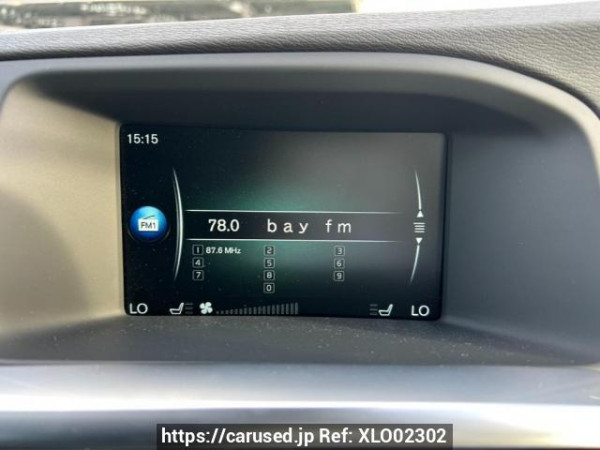 15:15
FM1
78.0 bay fm
1 87.6 MHz 2 3
4 5 6
7 8 9
0
LO LO
https://carused.jp Ref: XLO02302